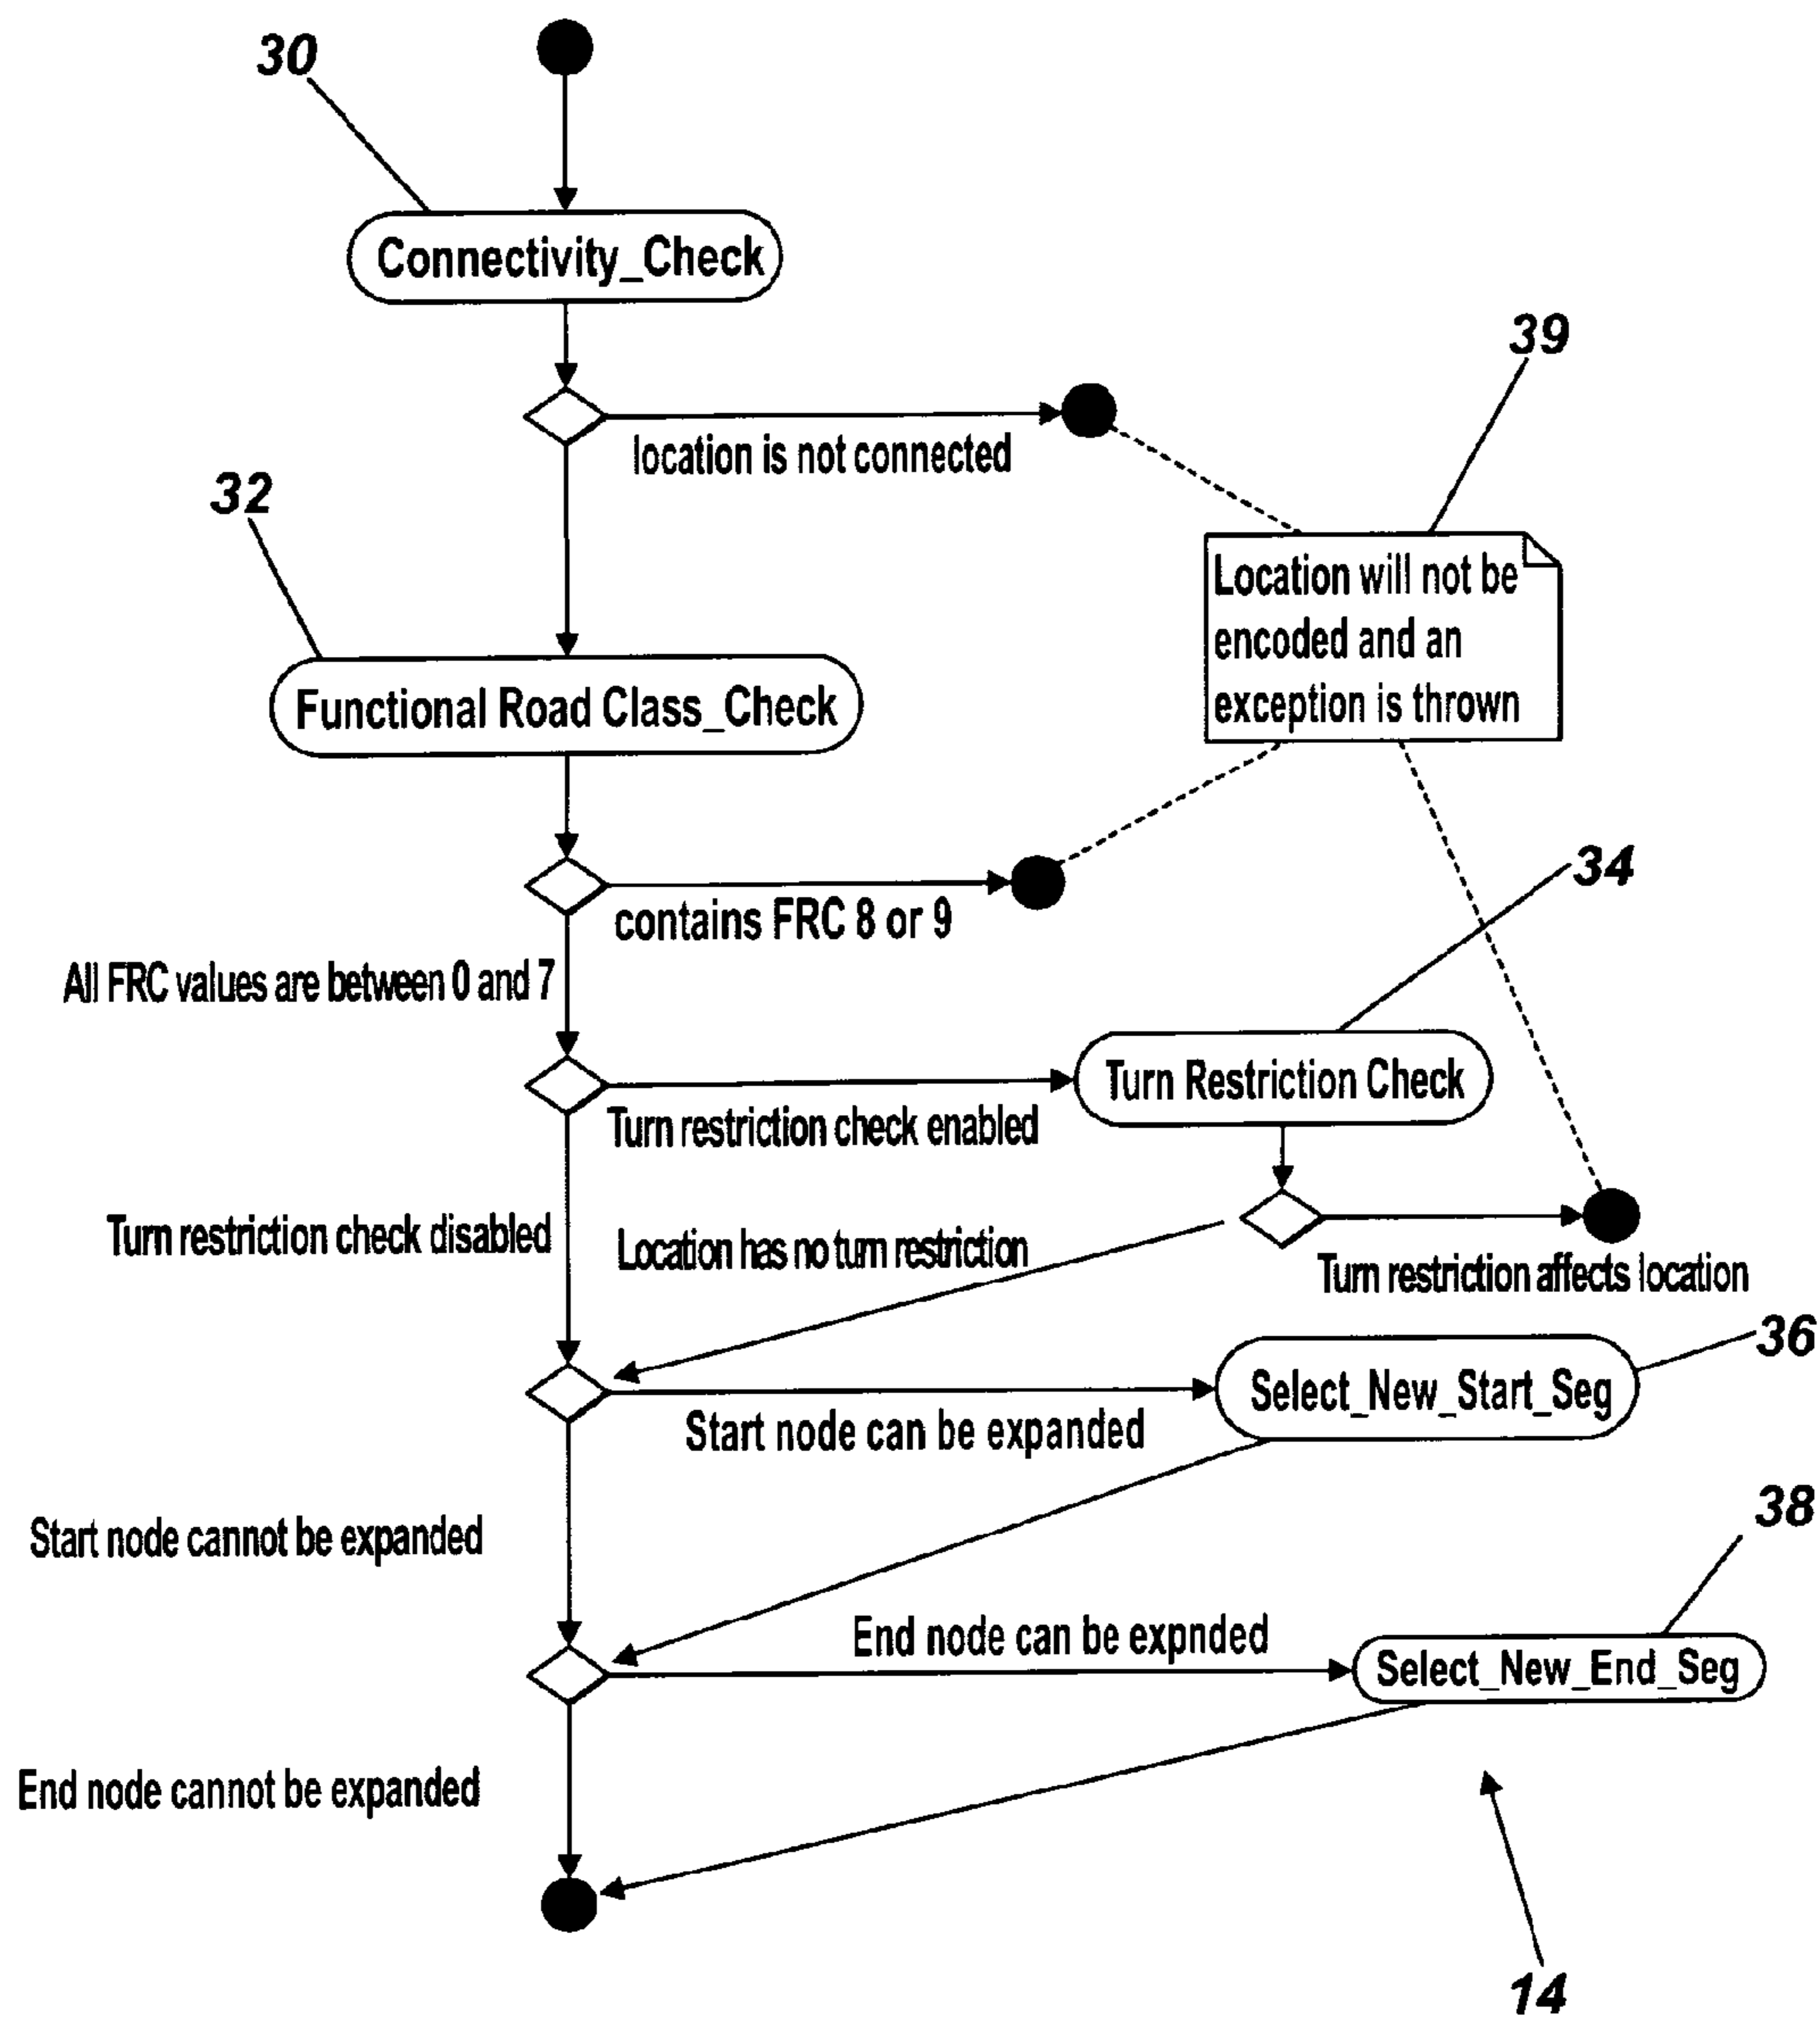 30
Connectivity_Check
39
location is not connected
32
Location will not be
encoded and an
exception is thrown
Functional Road Class_Check
34
contains FRC 8 or 9
All FRC values are between 0 and 7
Turn Restriction Check
Turn restriction check enabled
Turn restriction check disabled
Location has no turn restriction
Turn restriction affects location
36
Select_New_Start_Seg
Start node can be expanded
38
Start node cannot be expanded
End node can be expnded
Select_New_End_Seg
End node cannot be expanded
14